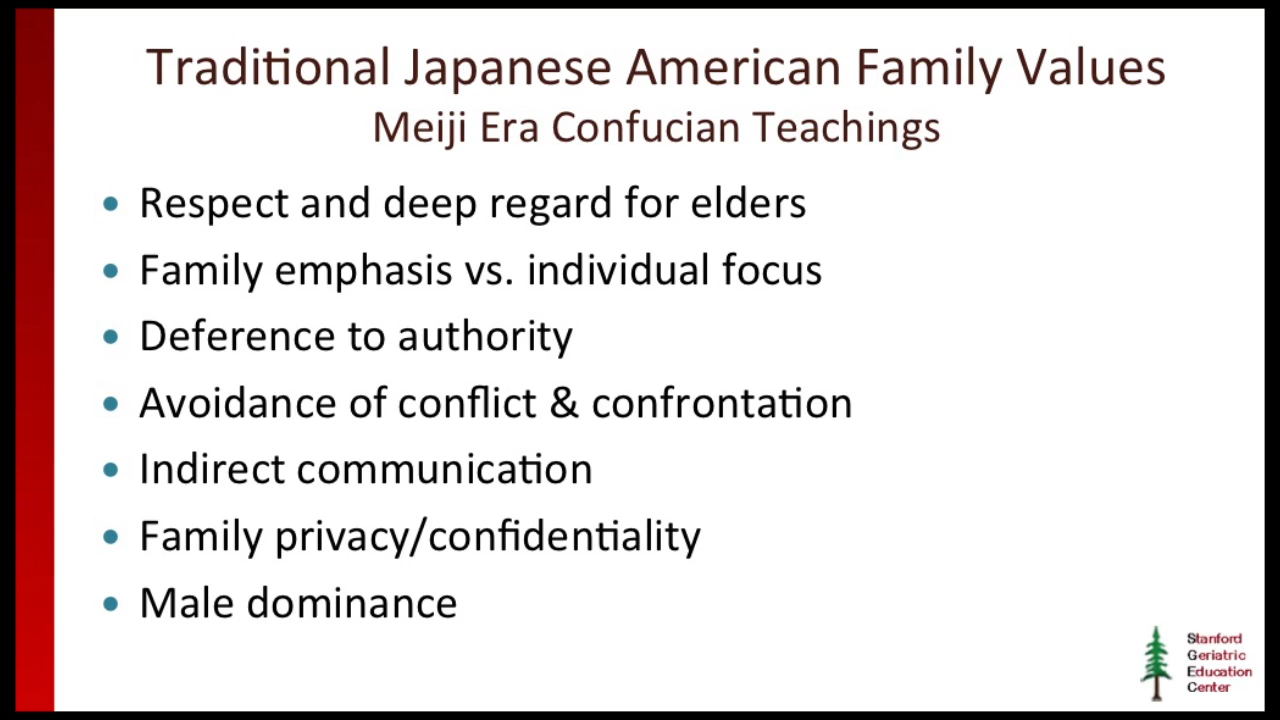 Traditional Japanese American Family Values
Meiji Era Confucian Teachings
• Respect and deep regard for elders
• Family emphasis vs. individual focus
• Deference to authority
• Avoidance of conflict & confrontation
• Indirect communication
• Family privacy/confidentiality
• Male dominance
Stanford
Geriatric
Education
Center